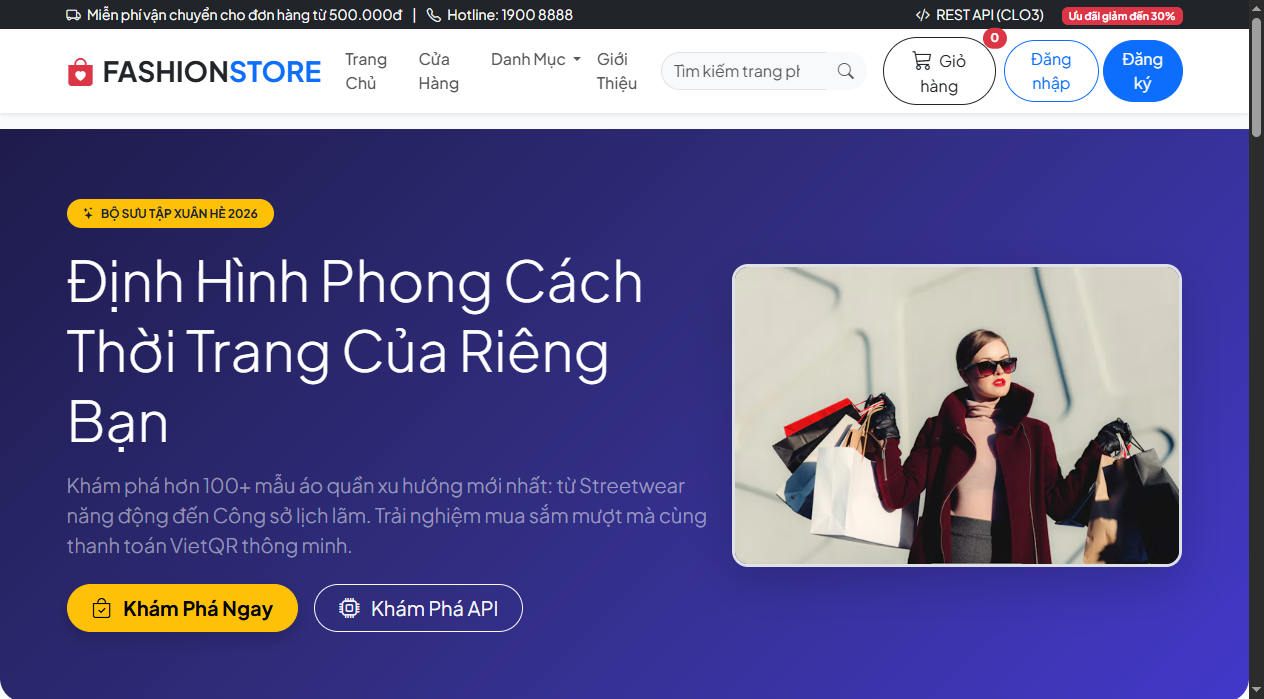 Miễn phí vận chuyển cho đơn hàng từ 500.000đ | Hotline: 1900 8888
REST API (CLO3) Ưu đãi giảm đến 30%
FASHIONSTORE
Trang Chủ
Cửa Hàng
Danh Mục
Giới Thiệu
Tìm kiếm trang ph
Giỏ hàng
0
Đăng nhập
Đăng ký
BỘ SƯU TẬP XUÂN HÈ 2026
Định Hình Phong Cách
Thời Trang Của Riêng
Bạn
Khám phá hơn 100+ mẫu áo quần xu hướng mới nhất: từ Streetwear
năng động đến Công sở lịch lãm. Trải nghiệm mua sắm mượt mà cùng
thanh toán VietQR thông minh.
Khám Phá Ngay
Khám Phá API